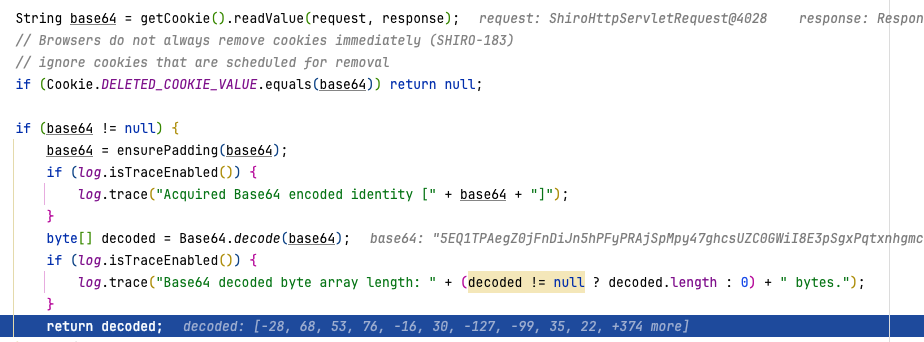 String base64 = getCookie().readValue(request, response); request: ShiroHttpServletRequest@4028 response: Respon
// Browsers do not always remove cookies immediately (SHIRO-183)
// ignore cookies that are scheduled for removal
if (Cookie.DELETED_COOKIE_VALUE.equals(base64)) return null;
if (base64 != null) {
base64 = ensurePadding(base64);
if (log.isTraceEnabled()) {
log.trace("Acquired Base64 encoded identity [" + base64 + "]");
}
byte[] decoded = Base64.decode(base64); base64: "5EQ1TPAegZ0jFnDiJn5hPFyPRAjSpMpy47ghcsUZC0GWiI8E3pSgxPqtxnhgmc
if (log.isTraceEnabled()) {
log.trace("Base64 decoded byte array length: " + (decoded != null ? decoded.length : 0) + " bytes.");
}
return decoded; decoded: [-28, 68, 53, 76, -16, 30, -127, -99, 35, 22, +374 more]